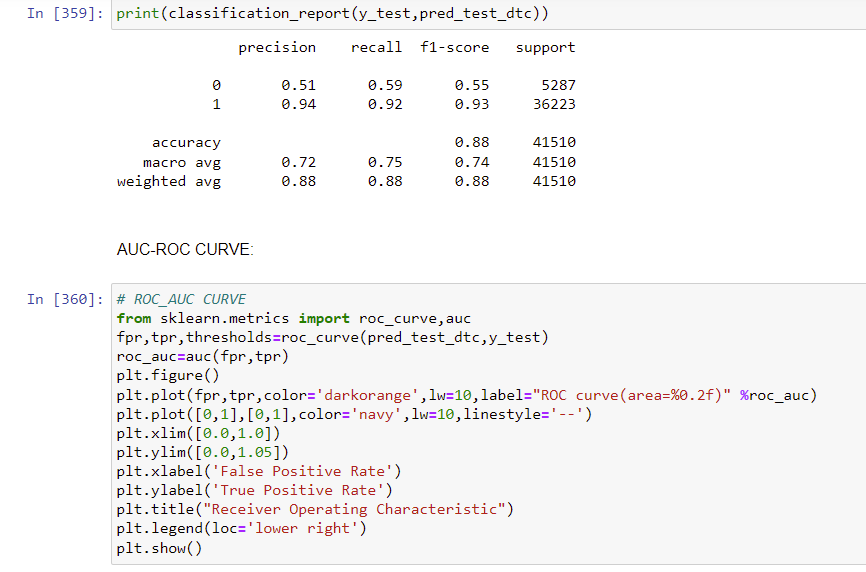 In [359]: print(classification_report(y_test,pred_test_dtc))
precision recall f1-score support
0 0.51 0.59 0.55 5287
1 0.94 0.92 0.93 36223
accuracy 0.88 41510
macro avg 0.72 0.75 0.74 41510
weighted avg 0.88 0.88 0.88 41510
AUC-ROC CURVE:
In [360]: # ROC_AUC CURVE
from sklearn.metrics import roc_curve,auc
fpr,tpr,thresholds=roc_curve(pred_test_dtc,y_test)
roc_auc=auc(fpr,tpr)
plt.figure()
plt.plot(fpr,tpr,color='darkorange',lw=10,label="ROC curve(area=%0.2f)" %roc_auc)
plt.plot([0,1],[0,1],color='navy',lw=10,linestyle='--')
plt.xlim([0.0,1.0])
plt.ylim([0.0,1.05])
plt.xlabel('False Positive Rate')
plt.ylabel('True Positive Rate')
plt.title("Receiver Operating Characteristic")
plt.legend(loc='lower right')
plt.show()